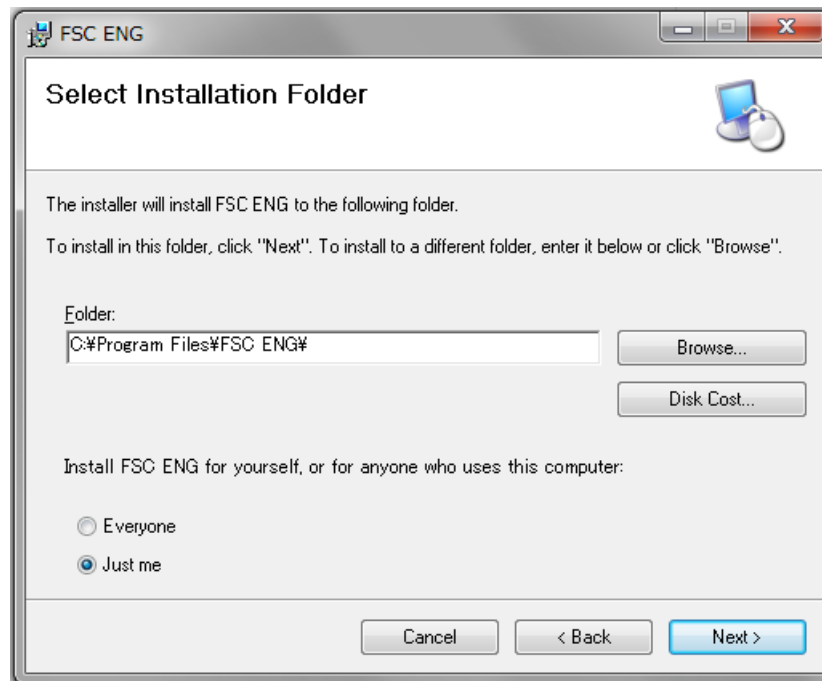 FSC ENG
Select Installation Folder
The installer will install FSC ENG to the following folder.
To install in this folder, click "Next". To install to a different folder, enter it below or click "Browse".
Folder:
C:¥Program Files¥FSC ENG¥
Browse...
Disk Cost...
Install FSC ENG for yourself, or for anyone who uses this computer:
Everyone
Just me
Cancel
< Back
Next >